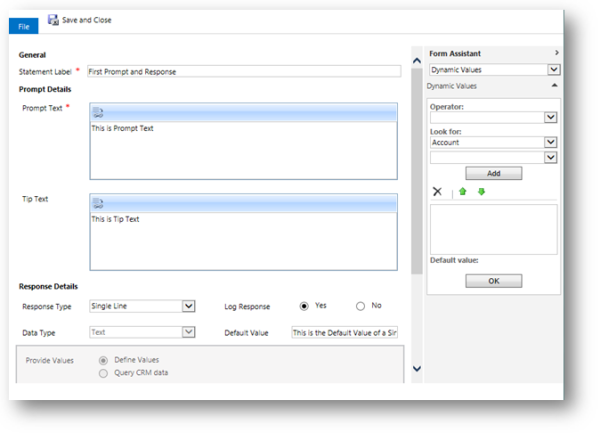 File
Save and Close
General
Statement Label * First Prompt and Response
Prompt Details
Prompt Text *
This is Prompt Text
Tip Text
This is Tip Text
Response Details
Response Type Single Line Log Response Yes No
Data Type Text Default Value This is the Default Value of a Sir
Provide Values Define Values
Query CRM data
Form Assistant
Dynamic Values
Dynamic Values
Operator:
Look for:
Account
Add
Default value:
OK